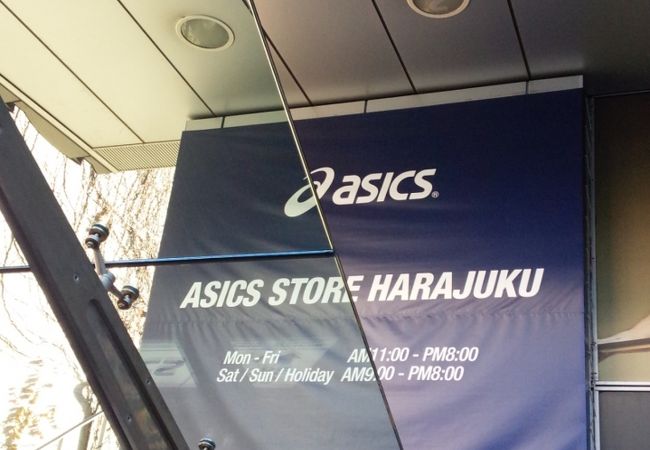 asics®
ASICS STORE HARAJUKU
Mon - Fri AM11:00 - PM8:00
Sat / Sun / Holiday AM9:00 - PM8:00